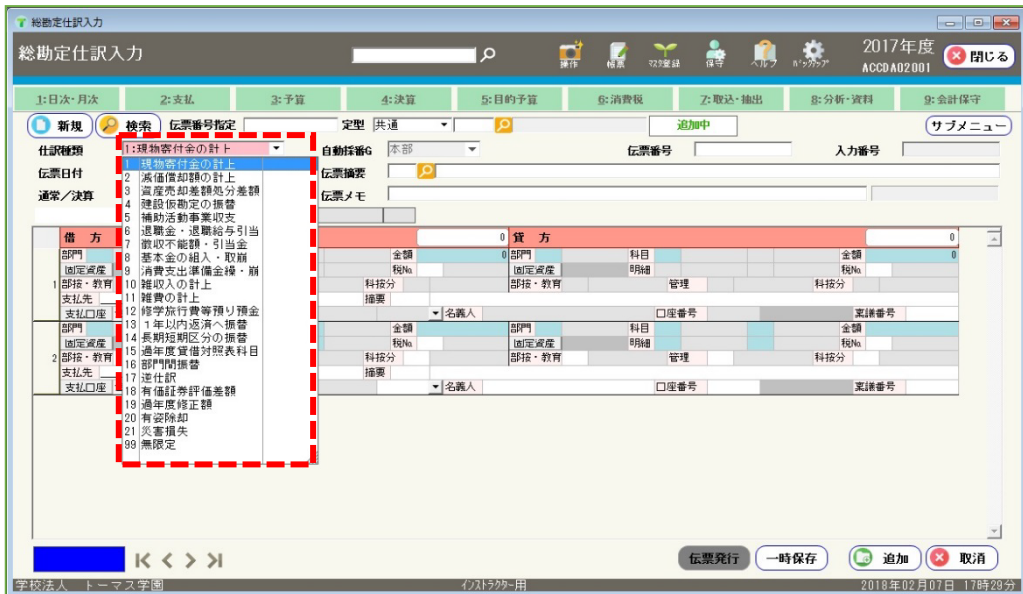 総勘定仕訳入力
総勘定仕訳入力 操作 帳票 マスタ登録 保守 ヘルプ バックアップ 2017年度 ACCDA02001 閉じる
1:日次・月次 2:支払 3:予算 4:決算 5:目的予算 6:消費税 7:取込・抽出 8:分析・資料 9:会計保守
新規 検索 伝票番号指定 定型 共通 追加中 サブメニュー
仕訳種類 1:現物寄付金の計上 自動採番G 本部 伝票番号 入力番号
伝票日付 伝票摘要
通常/決算 伝票メモ
1 現物寄付金の計上
2 減価償却額の計上
3 資産売却差額処分差額
4 建設仮勘定の振替
5 補助活動事業収支
6 退職金・退職給与引当
7 徴収不能額・引当金
8 基本金の組入・取崩
9 消費支出準備金繰・崩
10 雑収入の計上
11 雑費の計上
12 修学旅行費等預り預金
13 1年以内返済へ振替
14 長期短期区分の振替
15 過年度貸借対照表科目
16 部門間振替
17 逆仕訳
18 有価証券評価差額
19 過年度修正額
20 有姿除却
21 災害損失
99 無限定
借 方 0 貸 方 0
部門 金額 0 部門 科目 金額 0
固定資産 税No. 固定資産 明細 税No.
1 部按・教育 科按分 部按・教育 管理 科按分
支払先 摘要
支払口座 名義人 口座番号 稟議番号
部門 金額 部門 科目 金額
固定資産 税No. 固定資産 明細 税No.
2 部按・教育 科按分 部按・教育 管理 科按分
支払先 摘要
支払口座 名義人 口座番号 稟議番号
伝票発行 一時保存 追加 取消
学校法人 トーマス学園 インストラクター用 2018年02月07日 17時29分